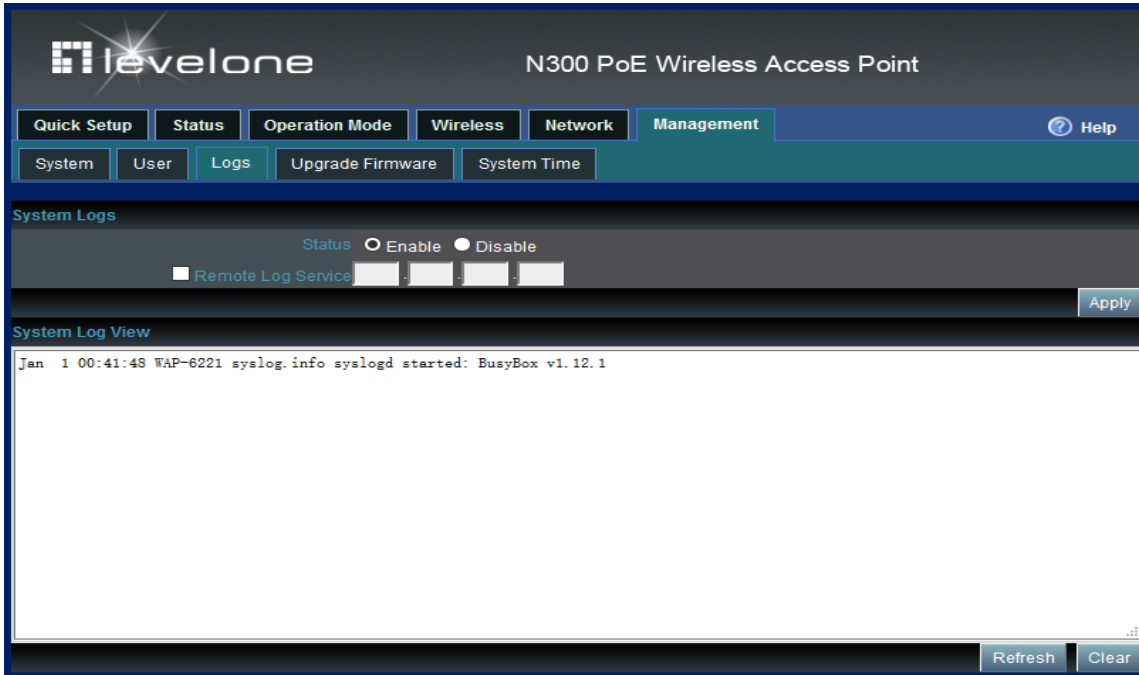 levelone
N300 PoE Wireless Access Point
Quick Setup Status Operation Mode Wireless Network Management Help
System User Logs Upgrade Firmware System Time
System Logs
Status Enable Disable
Remote Log Service . . .
Apply
System Log View
Jan  1 00:41:48 WAP-6221 syslog.info syslogd started: BusyBox v1.12.1
Refresh Clear